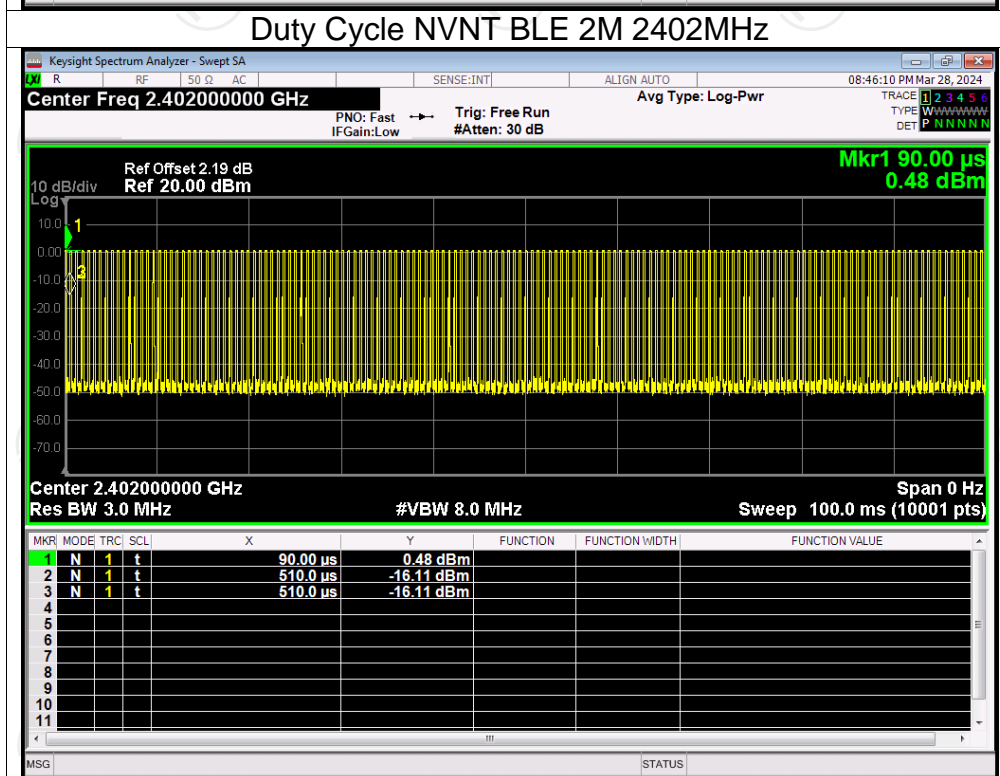 Duty Cycle NVNT BLE 2M 2402MHz
Keysight Spectrum Analyzer - Swept SA
LXI R RF 50 Ω AC SENSE:INT ALIGN AUTO 08:46:10 PM Mar 28, 2024
Center Freq 2.402000000 GHz Avg Type: Log-Pwr TRACE 1 2 3 4 5 6
PNO: Fast Trig: Free Run TYPE WWWWWW
IFGain:Low #Atten: 30 dB DET P N N N N N
Mkr1 90.00 µs
Ref Offset 2.19 dB
10 dB/div Ref 20.00 dBm 0.48 dBm
Log
10.0
1
0.00
3
-10.0
-20.0
-30.0
-40.0
-50.0
-60.0
-70.0
Center 2.402000000 GHz Span 0 Hz
Res BW 3.0 MHz #VBW 8.0 MHz Sweep 100.0 ms (10001 pts)
MKR MODE TRC SCL X Y FUNCTION FUNCTION WIDTH FUNCTION VALUE
1 N 1 t 90.00 µs 0.48 dBm
2 N 1 t 510.0 µs -16.11 dBm
3 N 1 t 510.0 µs -16.11 dBm
4
5
6
7
8
9
10
11
MSG STATUS